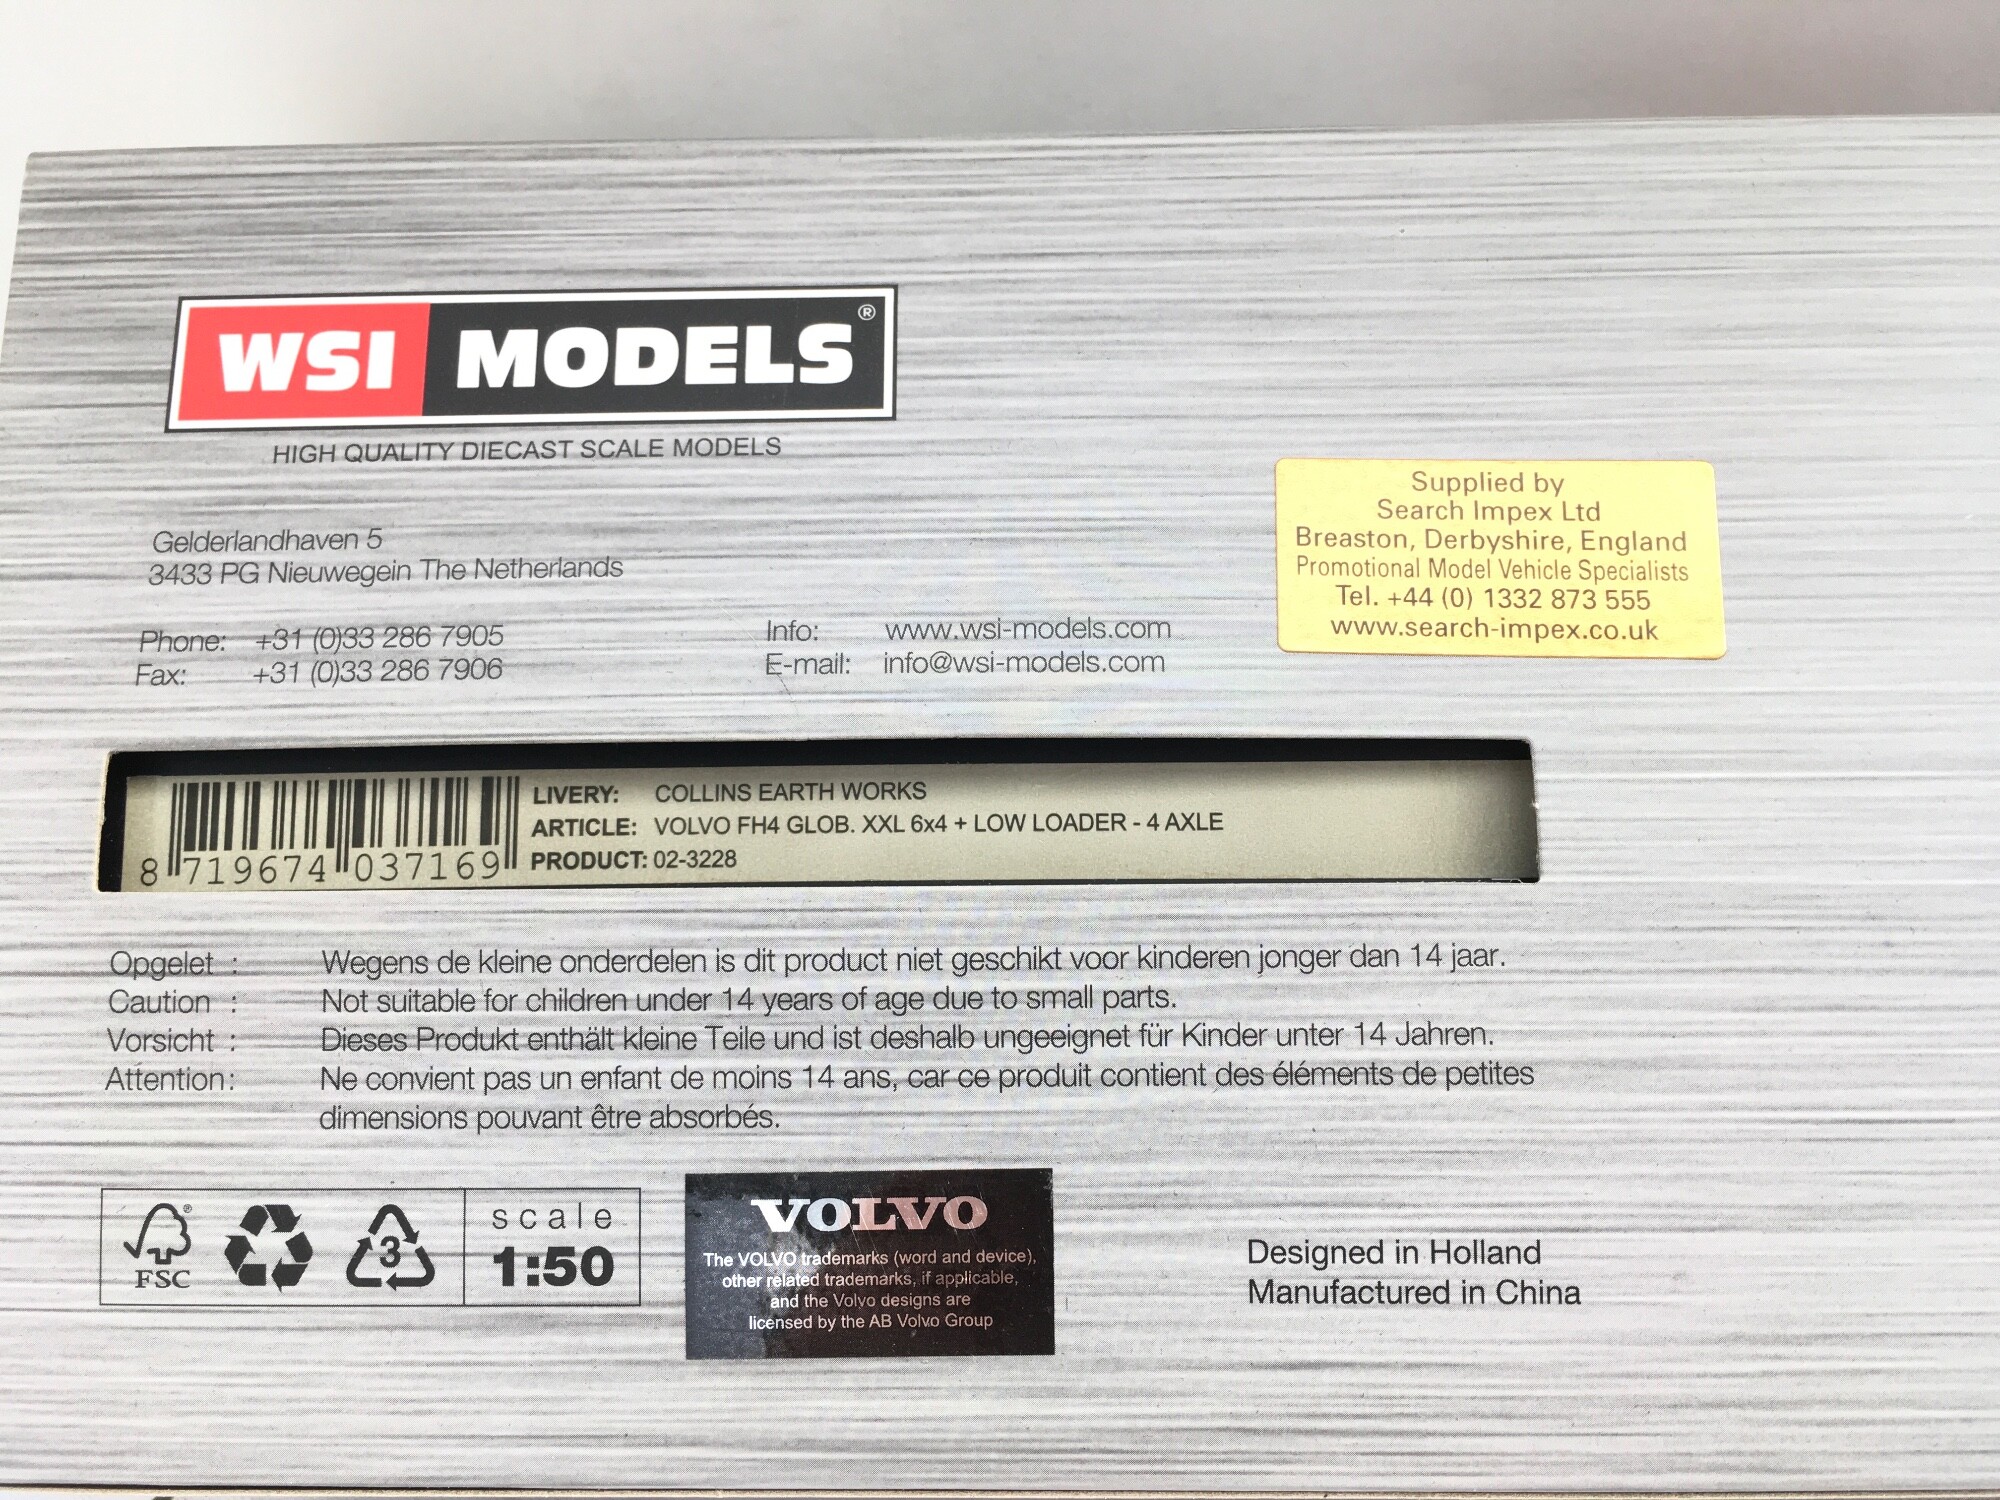 WSI MODELS®
HIGH QUALITY DIECAST SCALE MODELS
Gelderlandhaven 5
3433 PG Nieuwegein The Netherlands
Phone: +31 (0)33 286 7905
Fax: +31 (0)33 286 7906
Info: www.wsi-models.com
E-mail: info@wsi-models.com
Supplied by
Search Impex Ltd
Breaston, Derbyshire, England
Promotional Model Vehicle Specialists
Tel. +44 (0) 1332 873 555
www.search-impex.co.uk
8 719674 037169
LIVERY: COLLINS EARTH WORKS
ARTICLE: VOLVO FH4 GLOB. XXL 6x4 + LOW LOADER - 4 AXLE
PRODUCT: 02-3228
Opgelet : Wegens de kleine onderdelen is dit product niet geschikt voor kinderen jonger dan 14 jaar.
Caution : Not suitable for children under 14 years of age due to small parts.
Vorsicht : Dieses Produkt enthält kleine Teile und ist deshalb ungeeignet für Kinder unter 14 Jahren.
Attention: Ne convient pas un enfant de moins 14 ans, car ce produit contient des éléments de petites
dimensions pouvant être absorbés.
FSC®
3
scale
1:50
VOLVO
The VOLVO trademarks (word and device),
other related trademarks, if applicable,
and the Volvo designs are
licensed by the AB Volvo Group
Designed in Holland
Manufactured in China